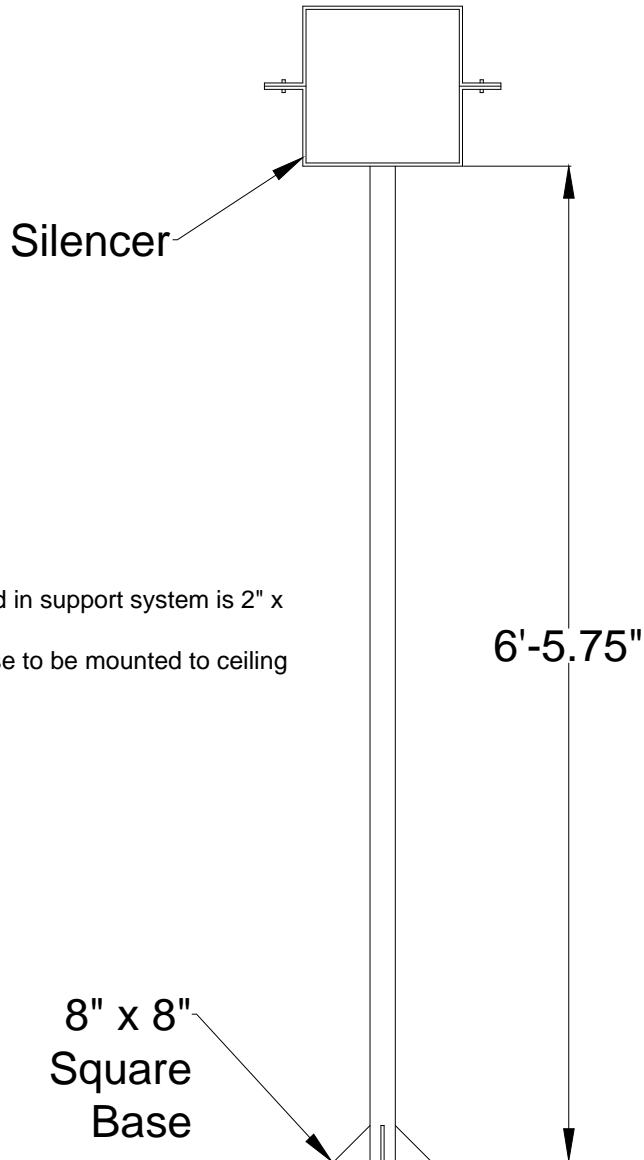 Silencer
in support system is 2" x
to be mounted to ceiling
6'-5.75"
8" x 8"
Square
Base